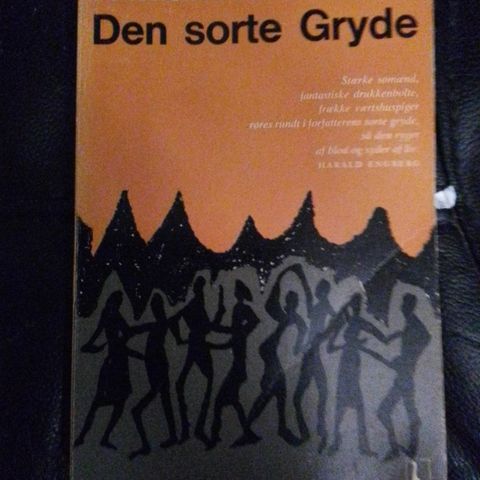 Den sorte Gryde
Stærke sømænd,
fantastiske drukkenbolte,
frække værtshuspiger
røres rundt i forfatterens sorte gryde,
så den ryger
af blod og syder af liv.
HARALD ENGBERG